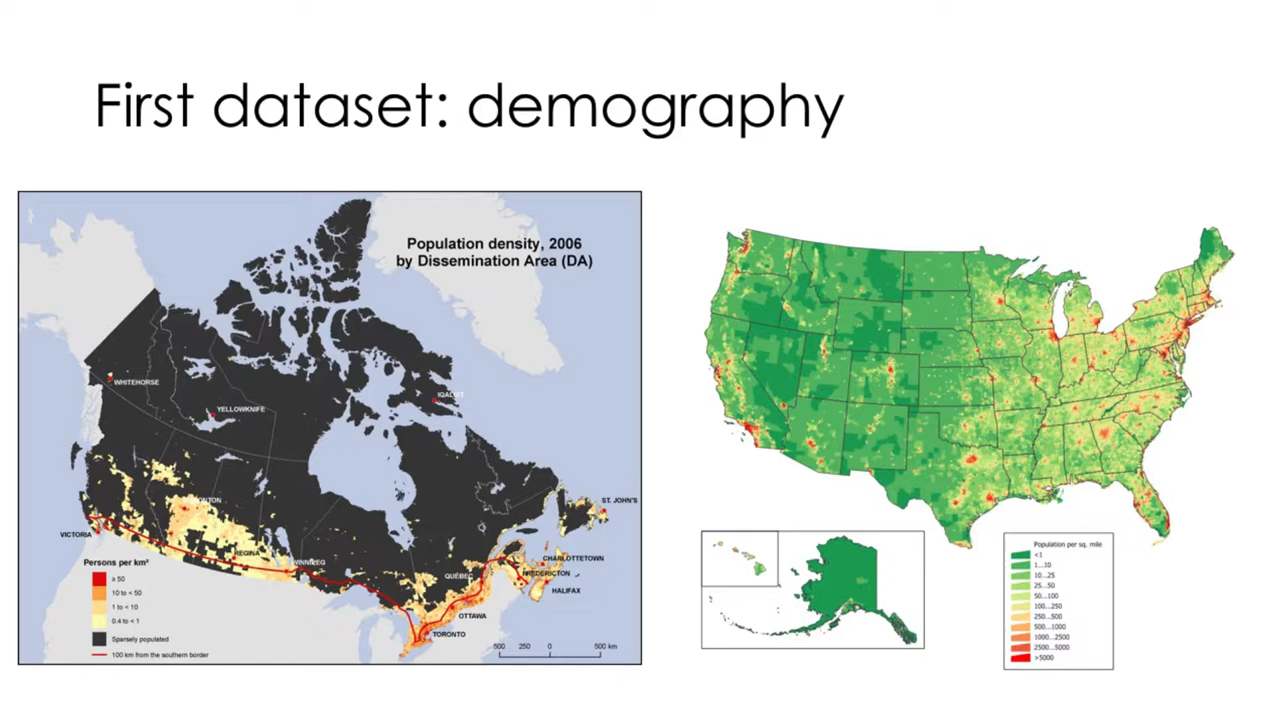 First dataset: demography
Population density, 2006
by Dissemination Area (DA)
WHITEHORSE
YELLOWKNIFE
ST. JOHN'S
VICTORIA
REGINA
CHARLOTTETOWN
QUÉBEC
FREDERICTON
HALIFAX
OTTAWA
TORONTO
Persons per km²
≥ 50
10 to < 50
1 to < 10
0.4 to < 1
Sparsely populated
100 km from the southern border
500 250 0 500 km
Population per sq. mile
<1
1...10
10...25
25...50
50...100
100...250
250...500
500...1000
1000...2500
2500...5000
>5000